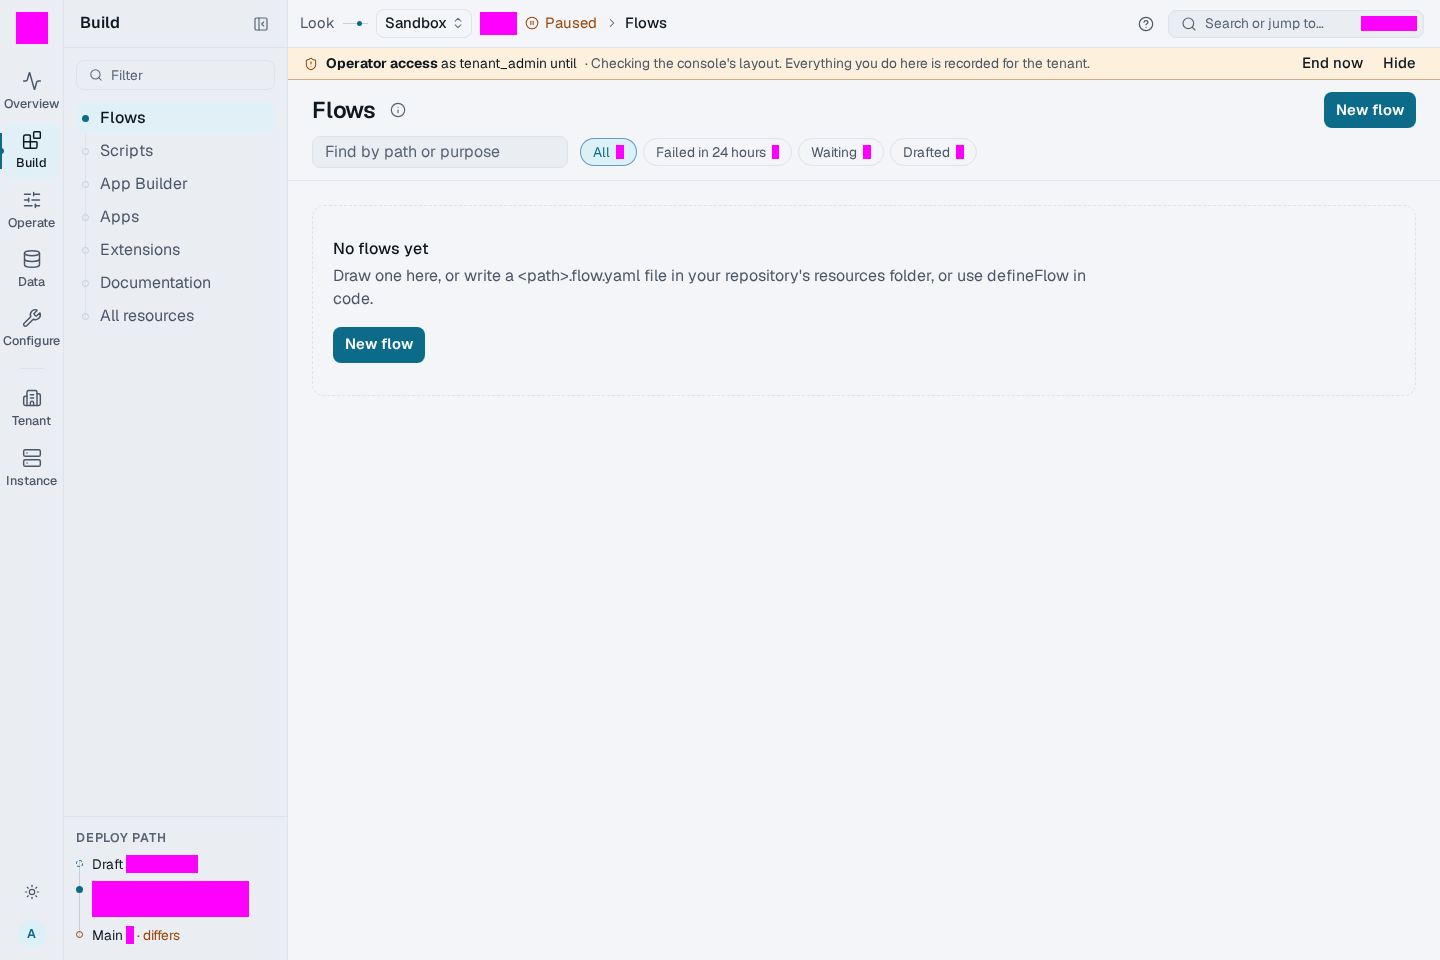 Build
Look
Sandbox
Paused
Flows
Search or jump to...
Operator access as tenant_admin until · Checking the console's layout. Everything you do here is recorded for the tenant.
End now
Hide
Overview
Build
Operate
Data
Configure
Tenant
Instance
A
Filter
Flows
Scripts
App Builder
Apps
Extensions
Documentation
All resources
DEPLOY PATH
Draft
Main · differs
Flows
New flow
Find by path or purpose
All
Failed in 24 hours
Waiting
Drafted
No flows yet
Draw one here, or write a <path>.flow.yaml file in your repository's resources folder, or use defineFlow in
code.
New flow